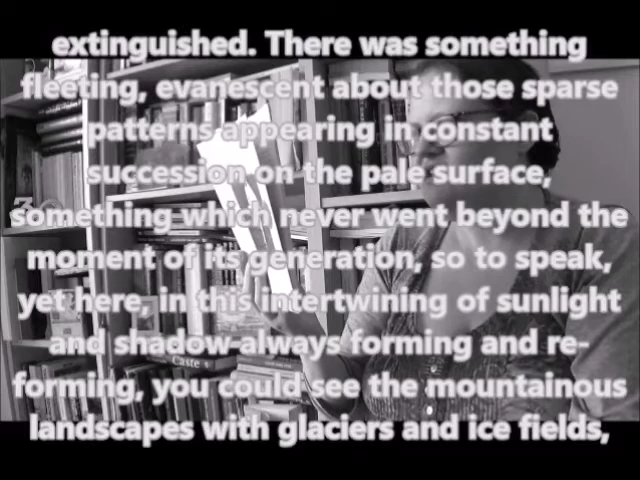 extinguished. There was something
fleeting, evanescent about those sparse
patterns appearing in constant
succession on the pale surface,
something which never went beyond the
moment of its generation, so to speak,
yet here, in this intertwining of sunlight
and shadow always forming and re-
forming, you could see the mountainous
landscapes with glaciers and ice fields,
Caste